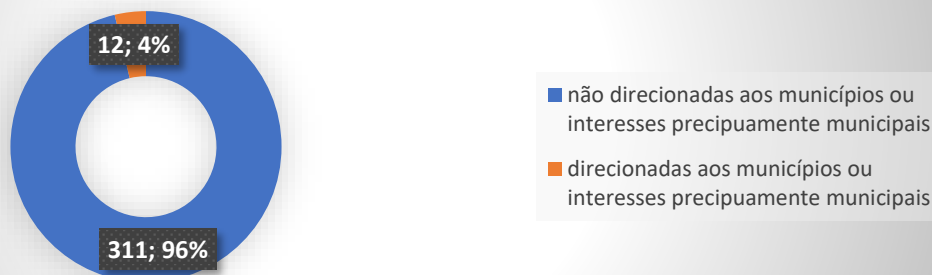 12; 4%
311; 96%
não direcionadas aos municípios ou
interesses precipuamente municipais
direcionadas aos municípios ou
interesses precipuamente municipais